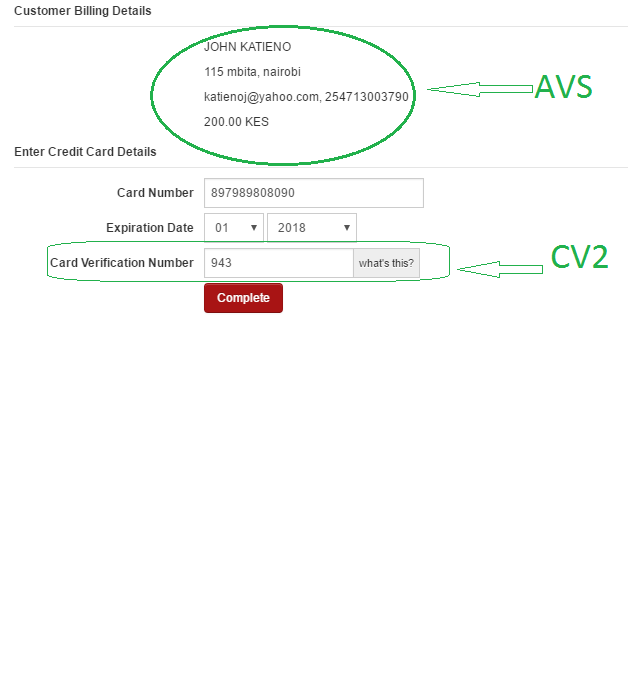 Customer Billing Details
JOHN KATIENO
115 mbita, nairobi
katienoj@yahoo.com, 254713003790
AVS
200.00 KES
Enter Credit Card Details
Card Number 897989808090
Expiration Date 01 2018
Card Verification Number 943 what's this?
CV2
Complete